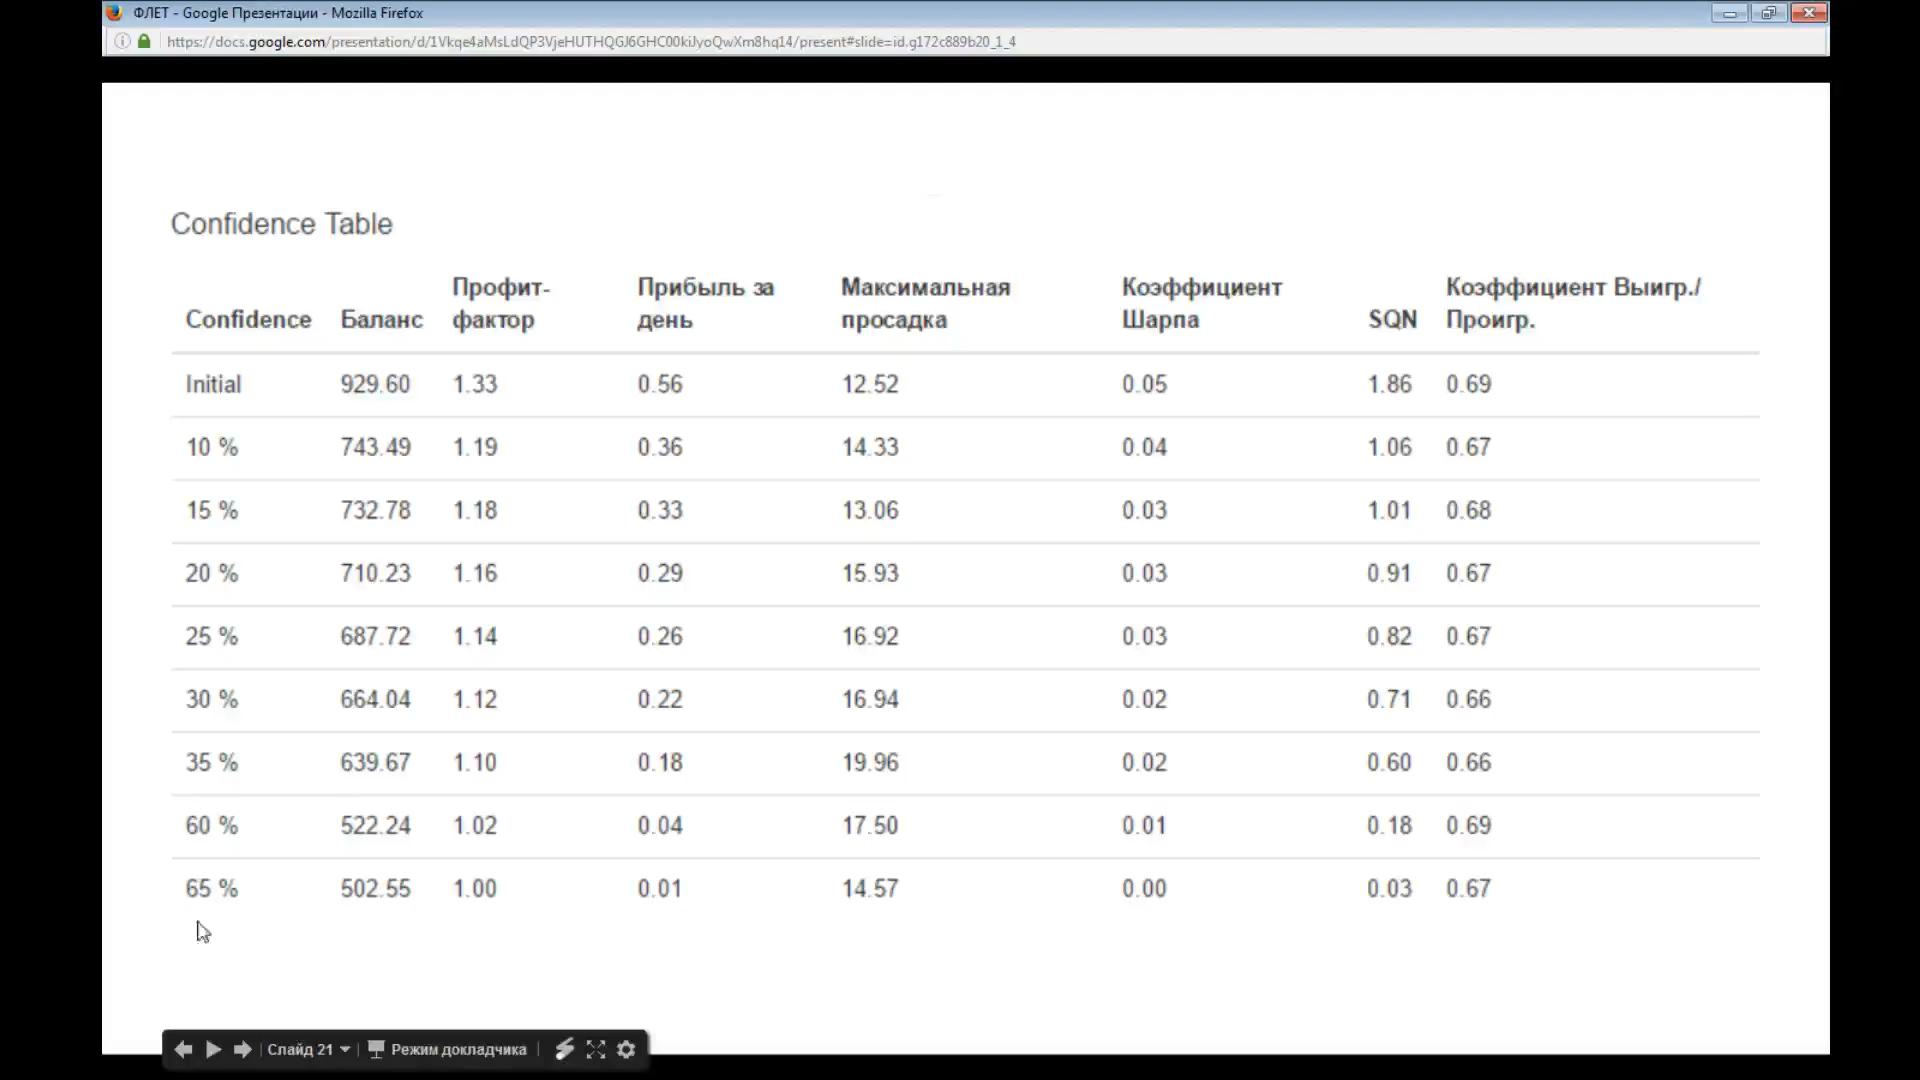 ФЛЕТ - Google Презентации - Mozilla Firefox
https://docs.google.com/presentation/d/1Vkqe4aMsLdQP3VjeHUTHQGJ6GHC00kiJyoQwXm8hq14/present#slide=id.g172c889b20_1_4
Confidence Table
Confidence Баланс Профит-фактор Прибыль за день Максимальная просадка Коэффициент Шарпа SQN Коэффициент Выигр./Проигр.
Initial 929.60 1.33 0.56 12.52 0.05 1.86 0.69
10 % 743.49 1.19 0.36 14.33 0.04 1.06 0.67
15 % 732.78 1.18 0.33 13.06 0.03 1.01 0.68
20 % 710.23 1.16 0.29 15.93 0.03 0.91 0.67
25 % 687.72 1.14 0.26 16.92 0.03 0.82 0.67
30 % 664.04 1.12 0.22 16.94 0.02 0.71 0.66
35 % 639.67 1.10 0.18 19.96 0.02 0.60 0.66
60 % 522.24 1.02 0.04 17.50 0.01 0.18 0.69
65 % 502.55 1.00 0.01 14.57 0.00 0.03 0.67
Слайд 21 Режим докладчика